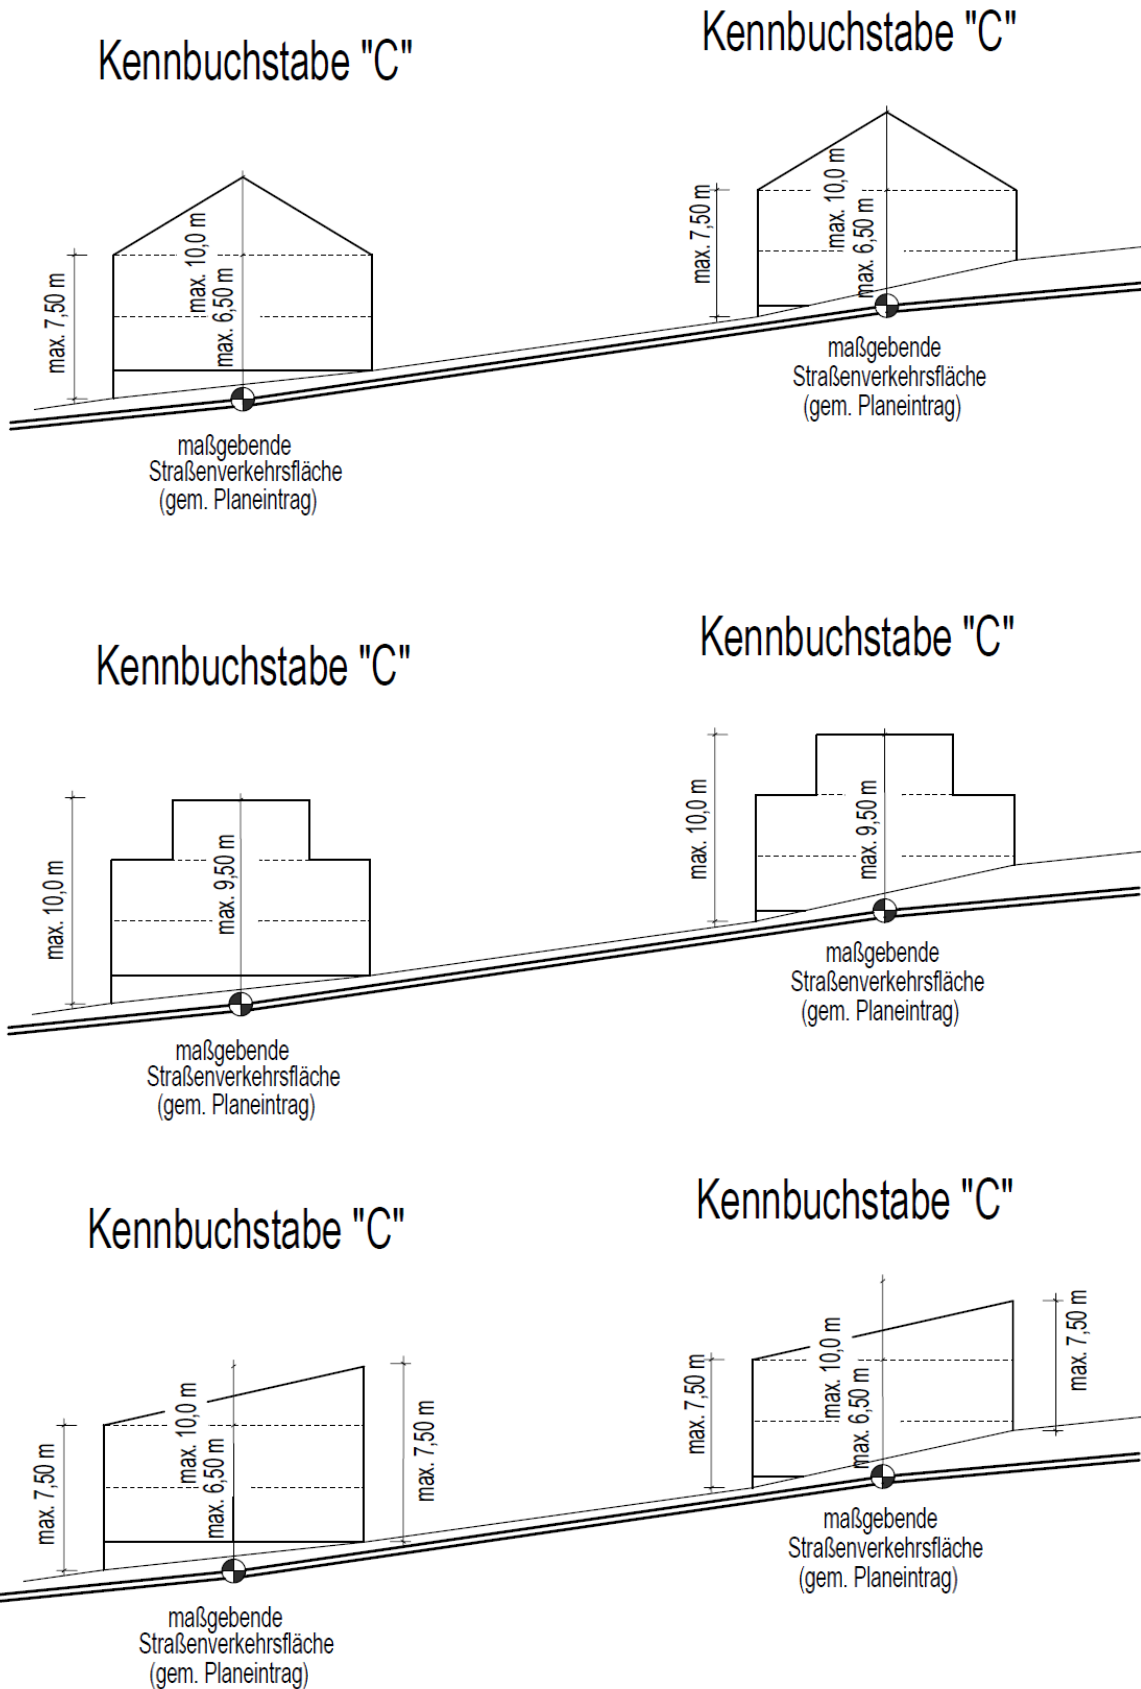 Kennbuchstabe "C"
max. 7,50 m
max. 10,0 m
max. 6,50 m
maßgebende
Straßenverkehrsfläche
(gem. Planeintrag)
Kennbuchstabe "C"
max. 7,50 m
max. 10,0 m
max. 6,50 m
maßgebende
Straßenverkehrsfläche
(gem. Planeintrag)
Kennbuchstabe "C"
max. 10,0 m
max. 9,50 m
maßgebende
Straßenverkehrsfläche
(gem. Planeintrag)
Kennbuchstabe "C"
max. 10,0 m
max. 9,50 m
maßgebende
Straßenverkehrsfläche
(gem. Planeintrag)
Kennbuchstabe "C"
max. 7,50 m
max. 10,0 m
max. 6,50 m
max. 7,50 m
maßgebende
Straßenverkehrsfläche
(gem. Planeintrag)
Kennbuchstabe "C"
max. 7,50 m
max. 10,0 m
max. 6,50 m
max. 7,50 m
maßgebende
Straßenverkehrsfläche
(gem. Planeintrag)